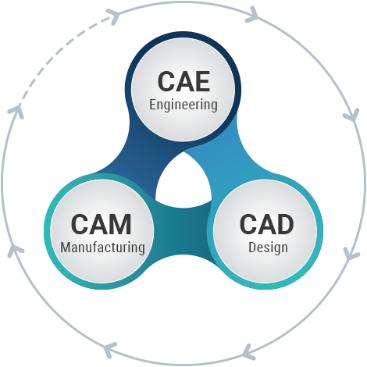 CAE
Engineering
CAM
Manufacturing
CAD
Design